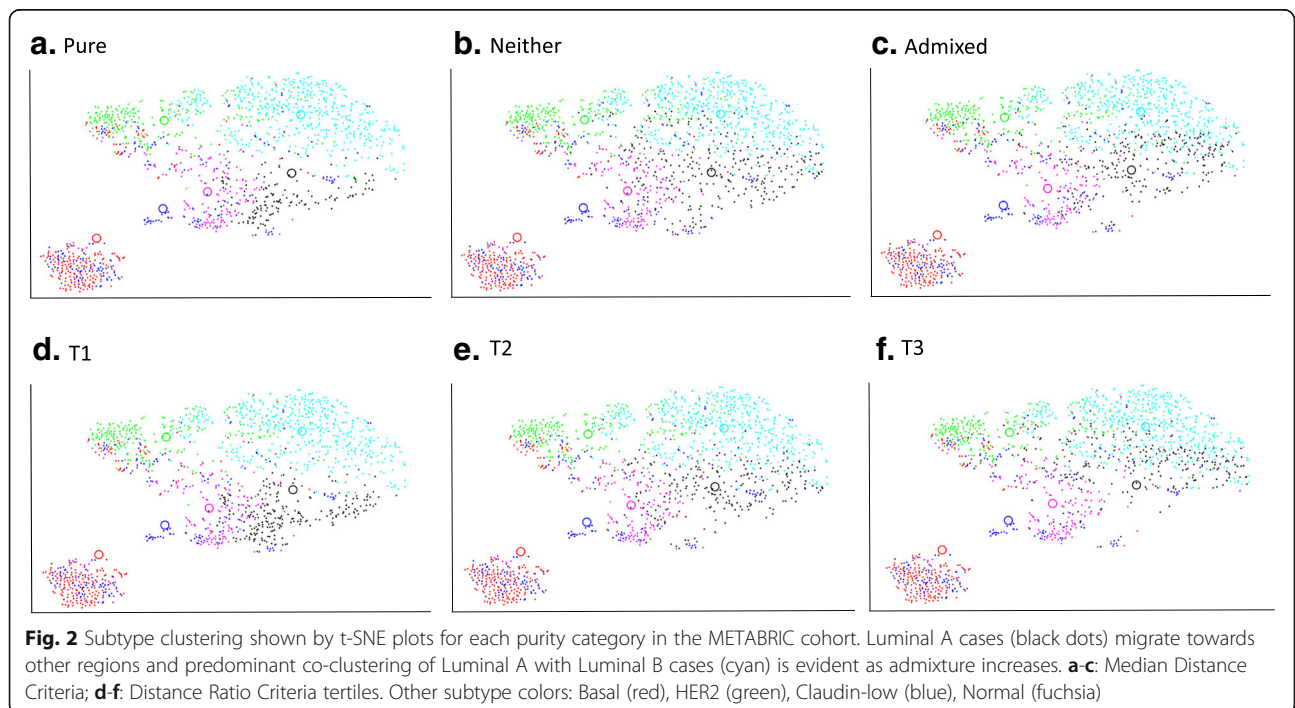 a. Pure
b. Neither
c. Admixed
d. T1
e. T2
f. T3
Fig. 2 Subtype clustering shown by t-SNE plots for each purity category in the METABRIC cohort. Luminal A cases (black dots) migrate towards
other regions and predominant co-clustering of Luminal A with Luminal B cases (cyan) is evident as admixture increases. a-c: Median Distance
Criteria; d-f: Distance Ratio Criteria tertiles. Other subtype colors: Basal (red), HER2 (green), Claudin-low (blue), Normal (fuchsia)